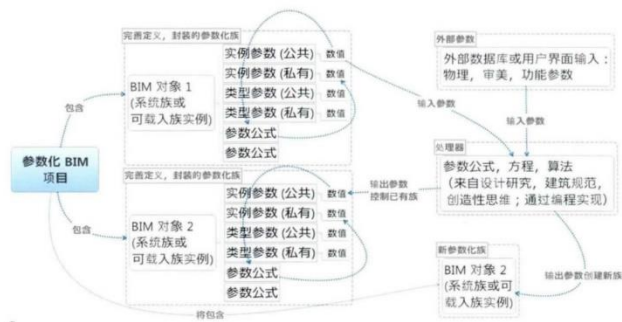 完善定义，封装的参数化族
实例参数 (公共) 数值
实例参数 (私有) 数值
类型参数 (公共) 数值
类型参数 (私有) 数值
参数公式
参数公式
BIM 对象 1
(系统族或
可载入族实例)
包含
参数化 BIM
项目
包含
完善定义，封装的参数化族
实例参数 (公共) 数值
实例参数 (私有) 数值
类型参数 (公共) 数值
类型参数 (私有) 数值
参数公式
参数公式
BIM 对象 2
(系统族或
可载入族实例)
将包含
外部参数
外部数据库或用户界面输入：
物理，审美，功能参数
输入参数
输入参数
处理器
参数公式，方程，算法
（来自设计研究，建筑规范，
创造性思维；通过编程实现）
输出参数
控制已有族
新参数化族
BIM 对象 2
(系统族或可
载入族实例)
输出参数创建新族